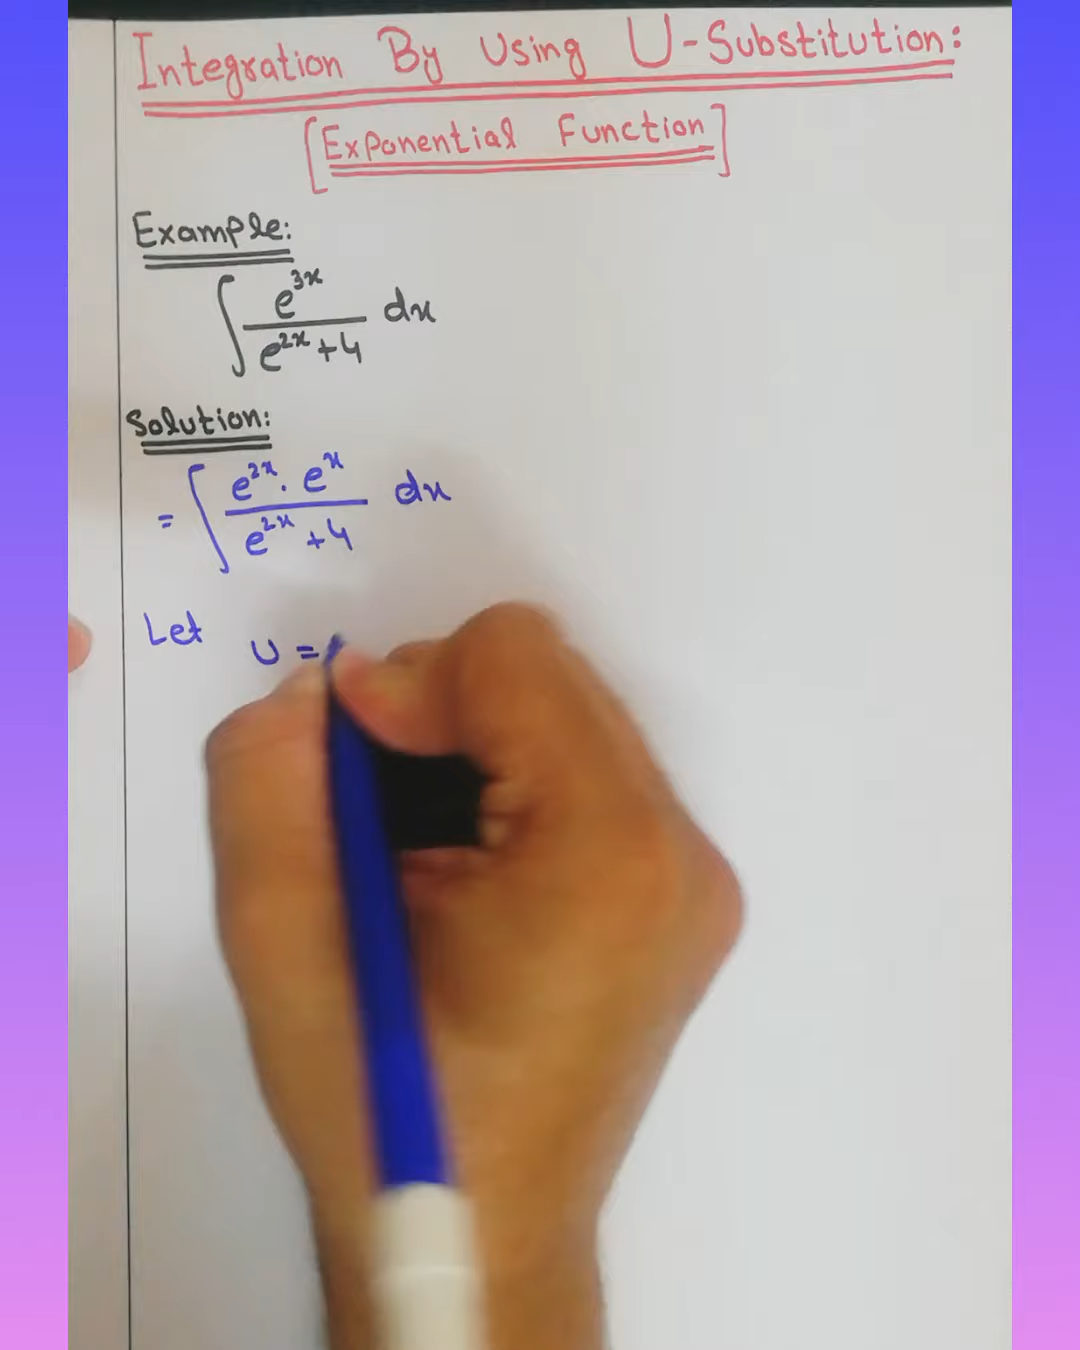 Integration By Using U-Substitution:
[Exponential Function]
Example:
∫ e^{3x}/(e^{2x}+4) dx
Solution:
= ∫ (e^{2x} · e^{x})/(e^{2x}+4) dx
Let U =